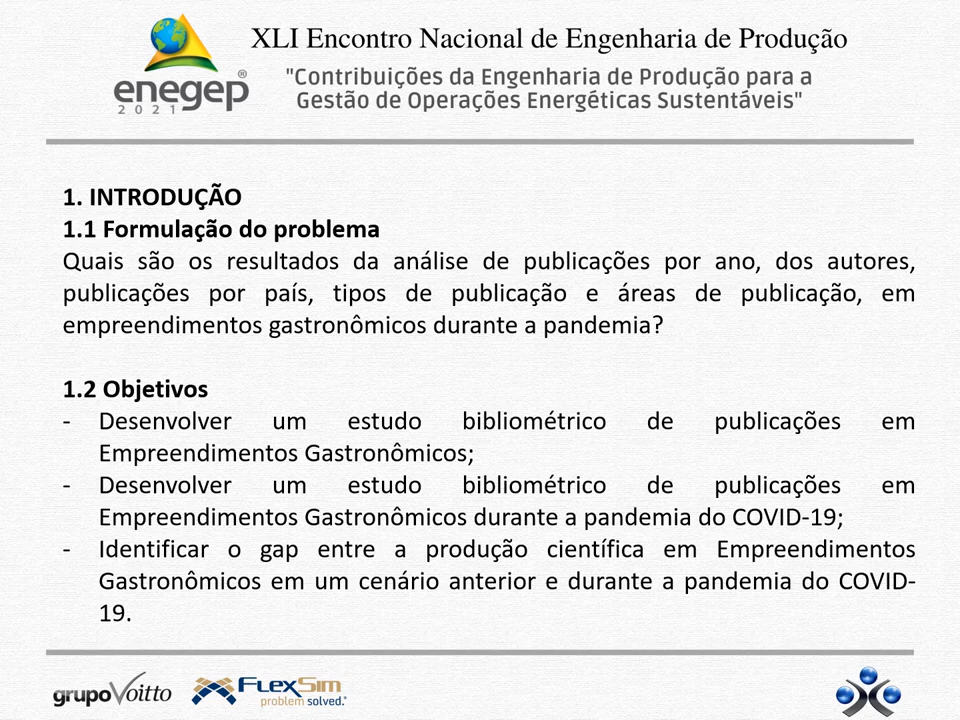 XLI Encontro Nacional de Engenharia de Produção
"Contribuições da Engenharia de Produção para a
Gestão de Operações Energéticas Sustentáveis"
enegep®
2021
1. INTRODUÇÃO
1.1 Formulação do problema
Quais são os resultados da análise de publicações por ano, dos autores,
publicações por país, tipos de publicação e áreas de publicação, em
empreendimentos gastronômicos durante a pandemia?
1.2 Objetivos
- Desenvolver um estudo bibliométrico de publicações em
Empreendimentos Gastronômicos;
- Desenvolver um estudo bibliométrico de publicações em
Empreendimentos Gastronômicos durante a pandemia do COVID-19;
- Identificar o gap entre a produção científica em Empreendimentos
Gastronômicos em um cenário anterior e durante a pandemia do COVID-
19.
grupoVoitto
FLEXSIM
problem solved.®